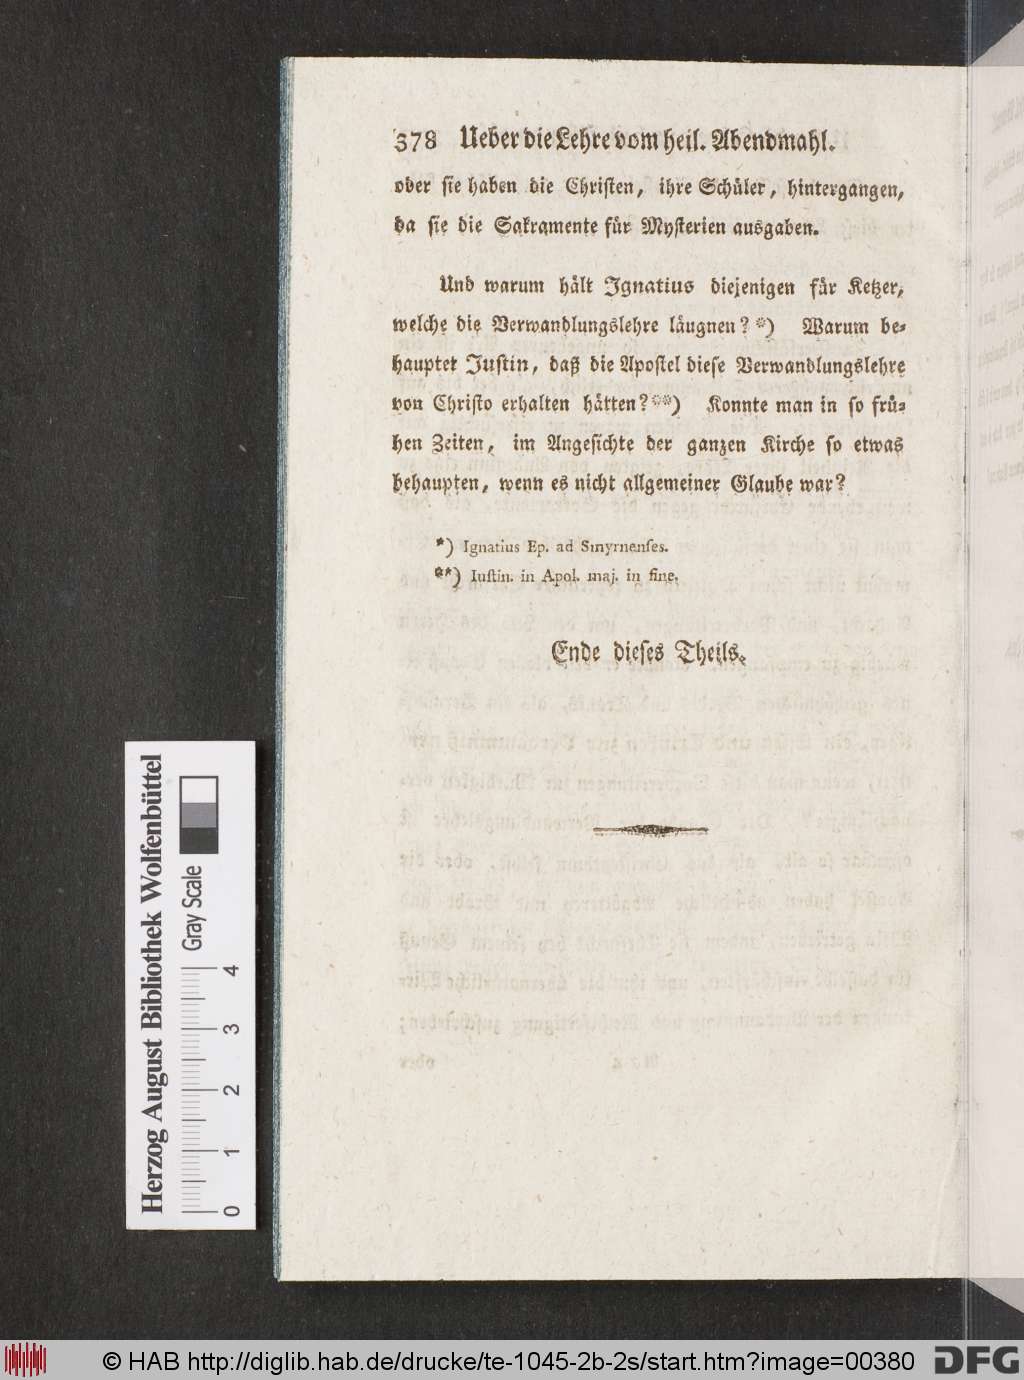 378 Ueber die Lehre vom heil. Abendmahl.
oder sie haben die Christen, ihre Schüler, hintergangen,
da sie die Sakramente für Mysterien ausgaben.
Und warum hält Ignatius diejenigen für Ketzer,
welche die Verwandlungslehre läugnen? *) Warum be-
hauptet Justin, daß die Apostel diese Verwandlungslehre
von Christo erhalten hätten? **) Konnte man in so frü-
hen Zeiten, im Angesichte der ganzen Kirche so etwas
behaupten, wenn es nicht allgemeiner Glaube war?
*) Ignatius Ep. ad Smyrnenſes.
**) Iuſtin. in Apol. maj. in fine.
Ende dieses Theils.
Herzog August Bibliothek Wolfenbüttel
Gray Scale
0 1 2 3 4
© HAB http://diglib.hab.de/drucke/te-1045-2b-2s/start.htm?image=00380
DFG